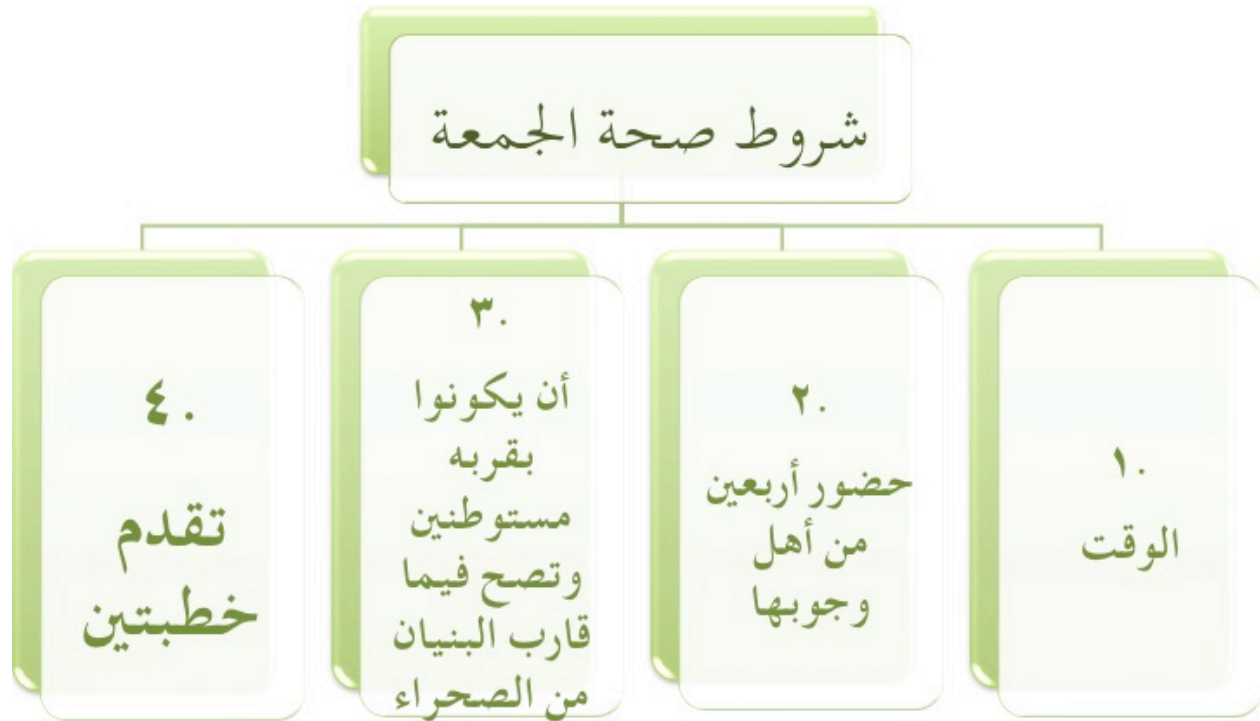 شروط صحة الجمعة
١.
الوقت
٢.
حضور أربعين
من أهل
وجوبها
٣.
أن يكونوا
بقربه
مستوطنين
وتصح فيما
قارب البنيان
من الصحراء
٤.
تقدم
خطبتين